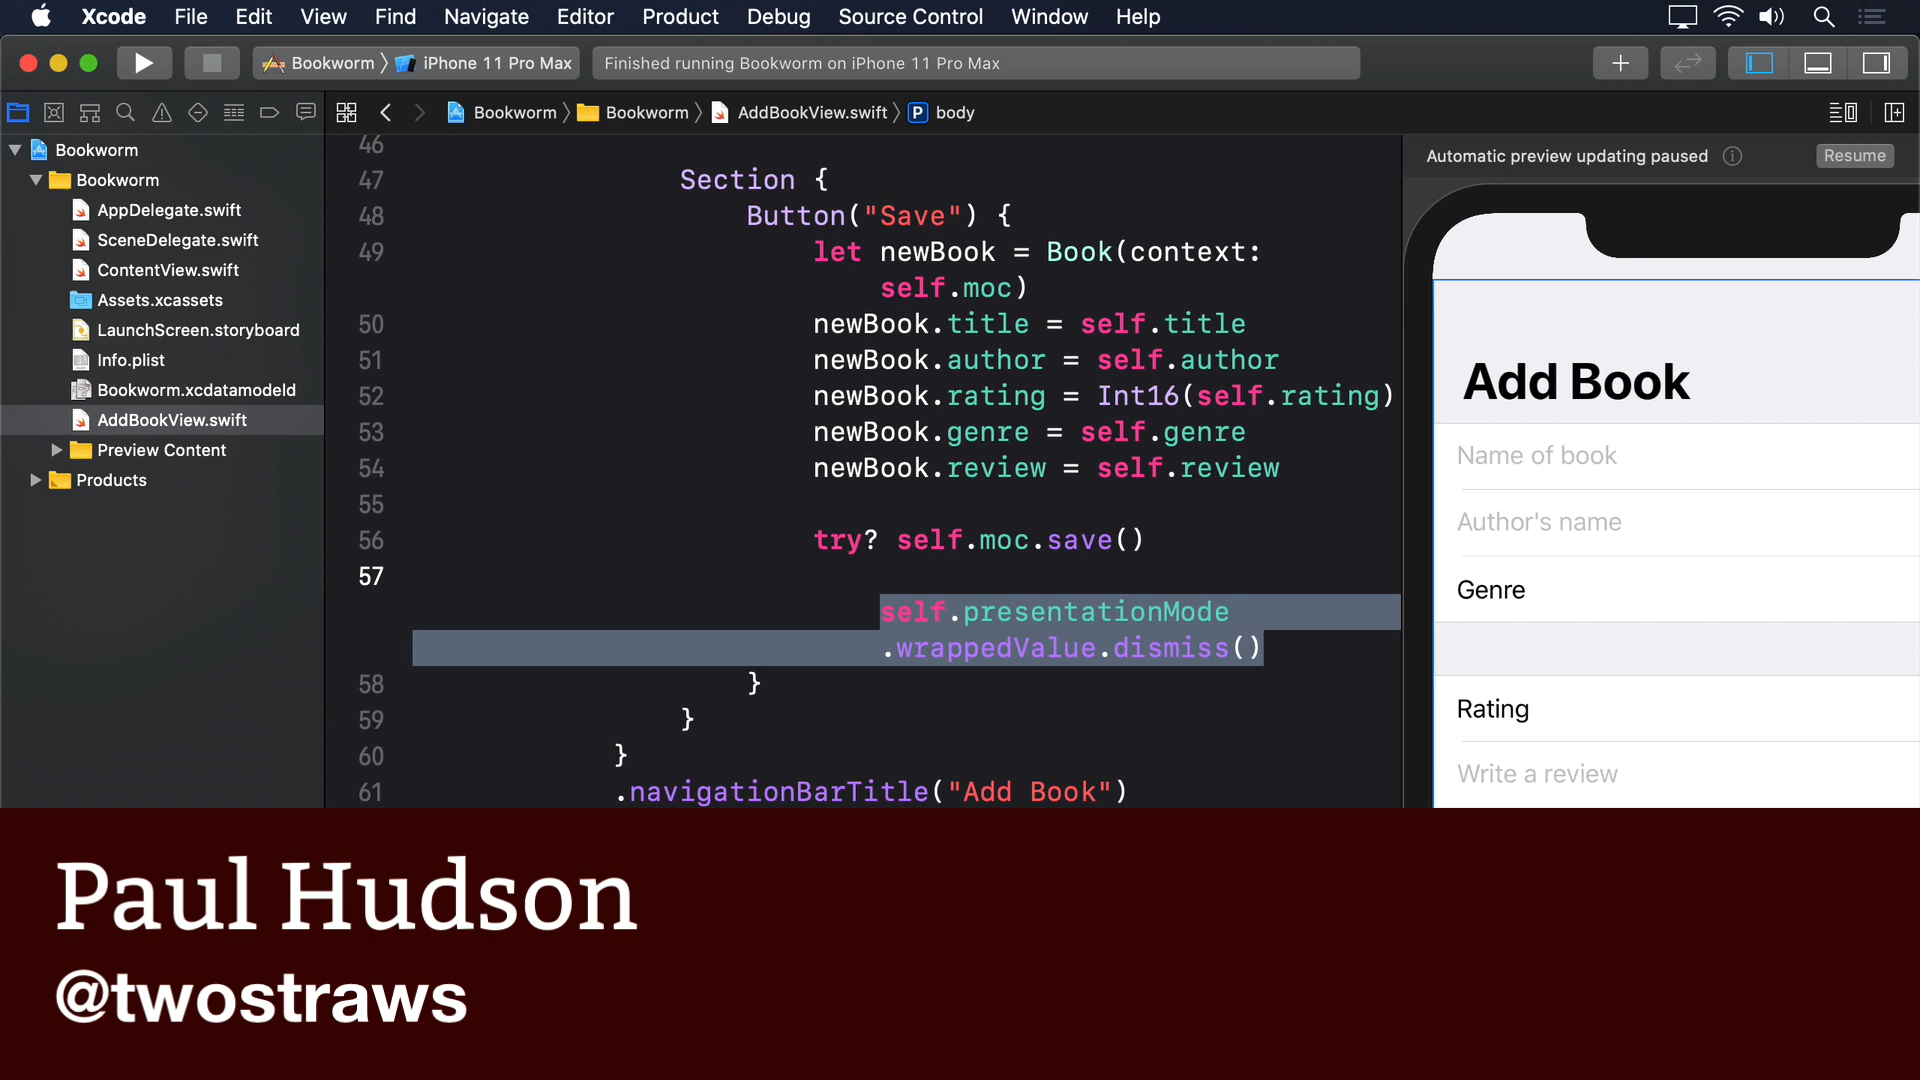 Xcode File Edit View Find Navigate Editor Product Debug Source Control Window Help
Bookworm 〉 iPhone 11 Pro Max
Finished running Bookworm on iPhone 11 Pro Max
Bookworm 〉 Bookworm 〉 AddBookView.swift 〉 P body
Bookworm
Bookworm
AppDelegate.swift
SceneDelegate.swift
ContentView.swift
Assets.xcassets
LaunchScreen.storyboard
Info.plist
Bookworm.xcdatamodeld
AddBookView.swift
Preview Content
Products
46
47 Section {
48 Button("Save") {
49 let newBook = Book(context:
self.moc)
50 newBook.title = self.title
51 newBook.author = self.author
52 newBook.rating = Int16(self.rating)
53 newBook.genre = self.genre
54 newBook.review = self.review
55
56 try? self.moc.save()
57
self.presentationMode
.wrappedValue.dismiss()
58 }
59 }
60 }
61 .navigationBarTitle("Add Book")
Automatic preview updating paused
Resume
Add Book
Name of book
Author's name
Genre
Rating
Write a review
Paul Hudson
@twostraws